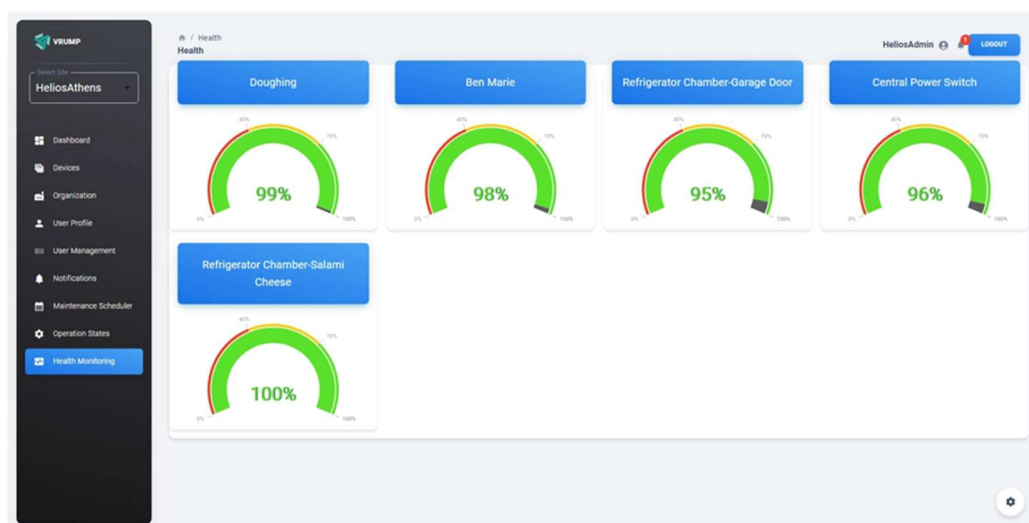 VRUMP
Select Site
HeliosAthens
Dashboard
Devices
Organization
User Profile
User Management
Notifications
Maintenance Scheduler
Operation States
Health Monitoring
/ Health
Health
HeliosAdmin
1
LOGOUT
Doughing
0%
40%
70%
100%
99%
Ben Marie
0%
40%
70%
100%
98%
Refrigerator Chamber-Garage Door
0%
40%
70%
100%
95%
Central Power Switch
0%
40%
70%
100%
96%
Refrigerator Chamber-Salami
Cheese
0%
40%
70%
100%
100%